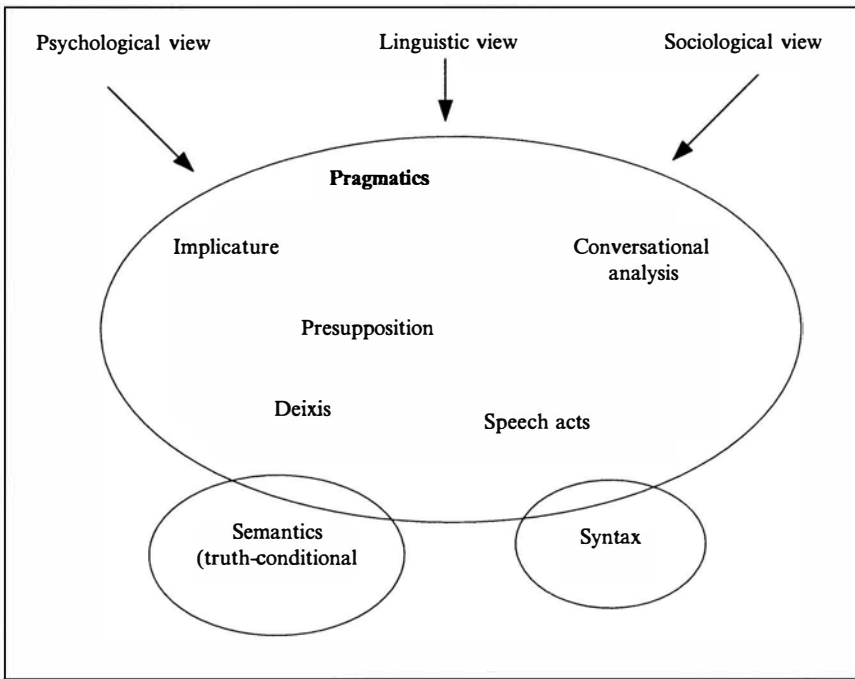 Psychological view
Linguistic view
Sociological view
Pragmatics
Implicature
Conversational
analysis
Presupposition
Deixis
Speech acts
Semantics
(truth-conditional
Syntax